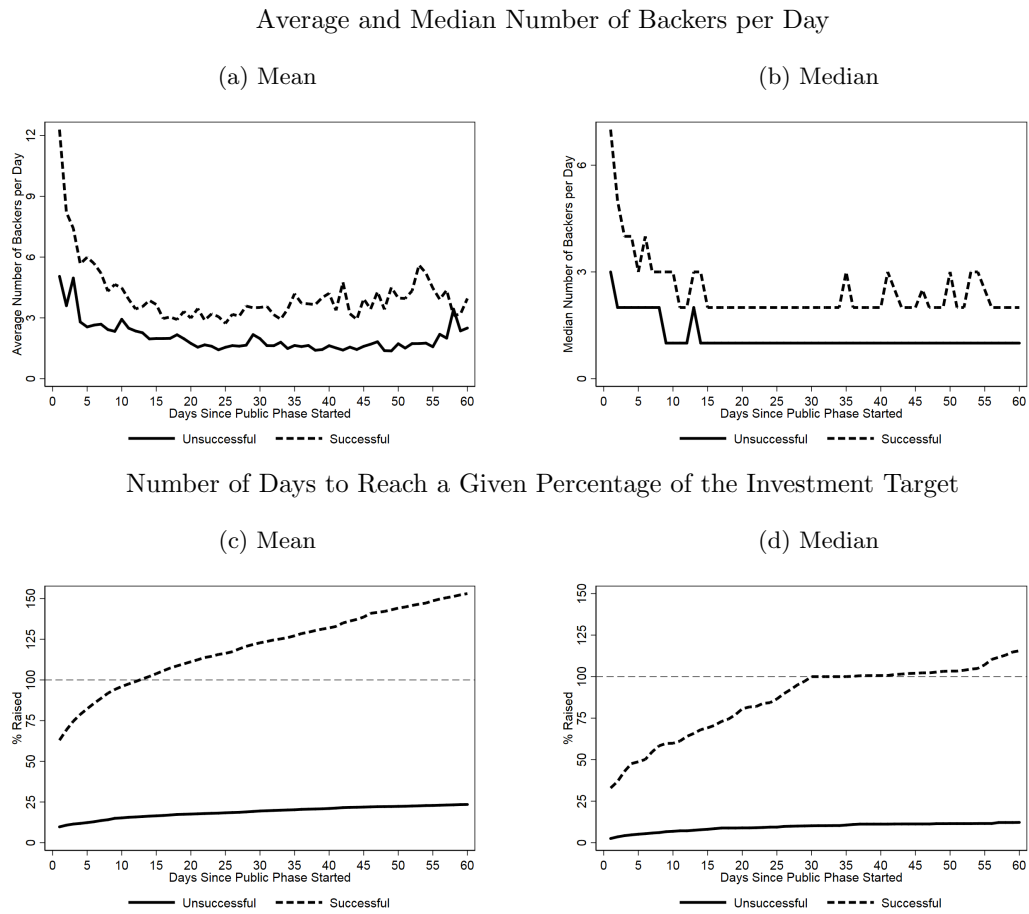 Average and Median Number of Backers per Day
(a) Mean
(b) Median
Average Number of Backers per Day
0 3 6 9 12
0 5 10 15 20 25 30 35 40 45 50 55 60
Days Since Public Phase Started
Unsuccessful Successful
Median Number of Backers per Day
0 3 6
0 5 10 15 20 25 30 35 40 45 50 55 60
Days Since Public Phase Started
Unsuccessful Successful
Number of Days to Reach a Given Percentage of the Investment Target
(c) Mean
(d) Median
% Raised
0 25 50 75 100 125 150
0 5 10 15 20 25 30 35 40 45 50 55 60
Days Since Public Phase Started
Unsuccessful Successful
% Raised
0 25 50 75 100 125 150
0 5 10 15 20 25 30 35 40 45 50 55 60
Days Since Public Phase Started
Unsuccessful Successful